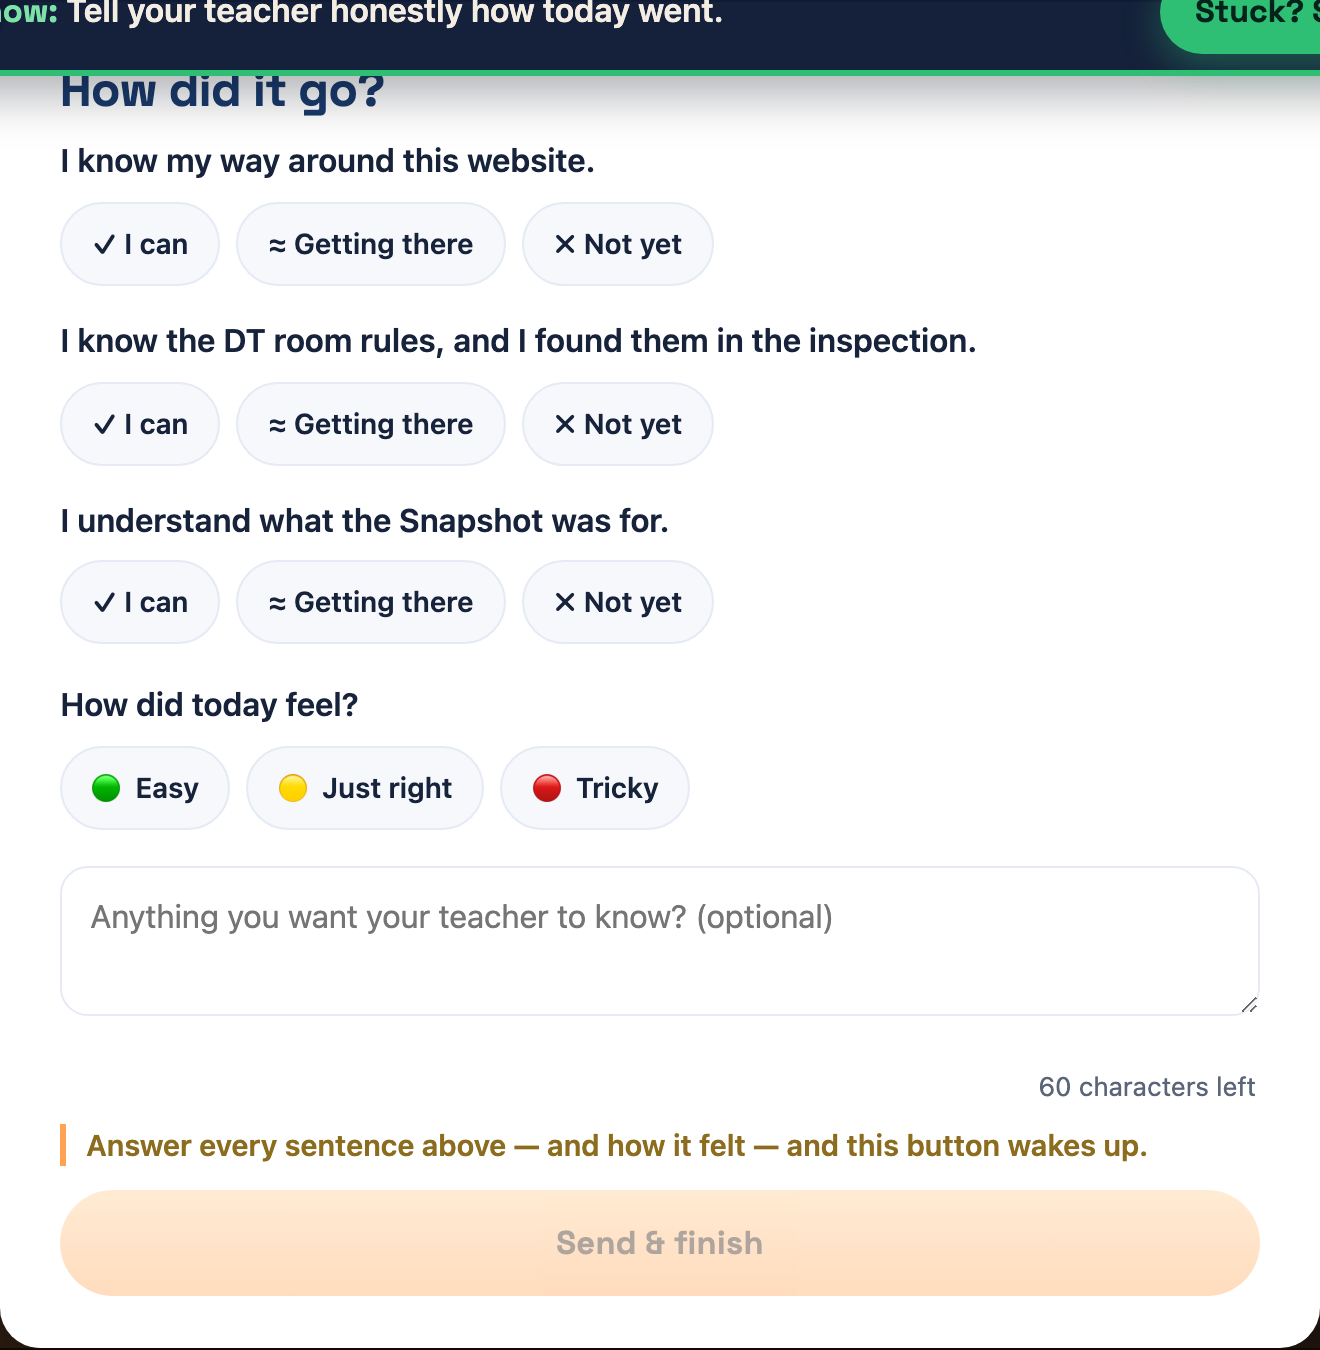 now: Tell your teacher honestly how today went.
Stuck? S
How did it go?
I know my way around this website.
✓ I can
≈ Getting there
✕ Not yet
I know the DT room rules, and I found them in the inspection.
✓ I can
≈ Getting there
✕ Not yet
I understand what the Snapshot was for.
✓ I can
≈ Getting there
✕ Not yet
How did today feel?
Easy
Just right
Tricky
Anything you want your teacher to know? (optional)
60 characters left
Answer every sentence above — and how it felt — and this button wakes up.
Send & finish